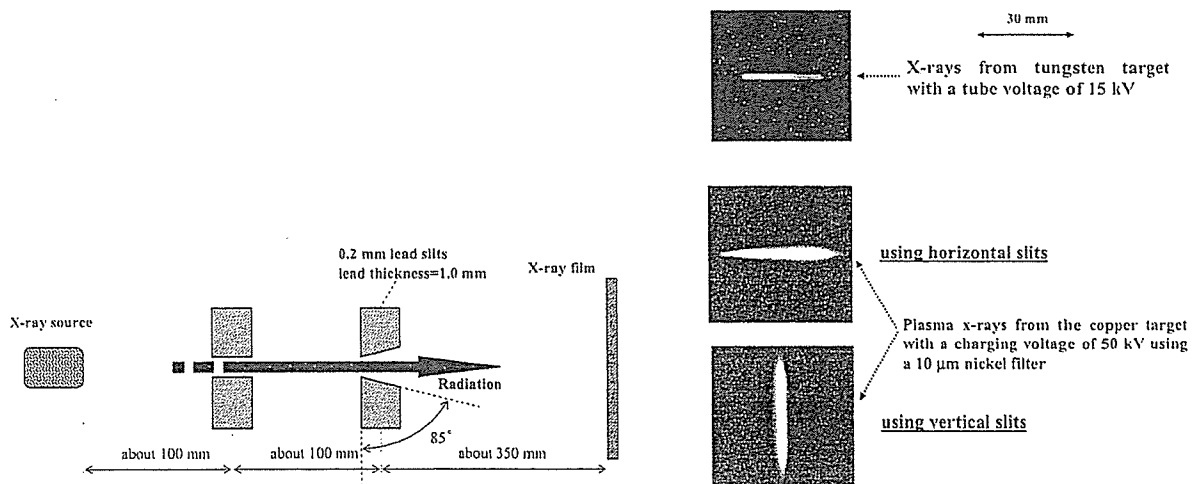 30 mm
X-rays from tungsten target
with a tube voltage of 15 kV
0.2 mm lead slits
lead thickness=1.0 mm
X-ray film
X-ray source
Radiation
85°
about 100 mm
about 100 mm
about 350 mm
using horizontal slits
Plasma x-rays from the copper target
with a charging voltage of 50 kV using
a 10 μm nickel filter
using vertical slits